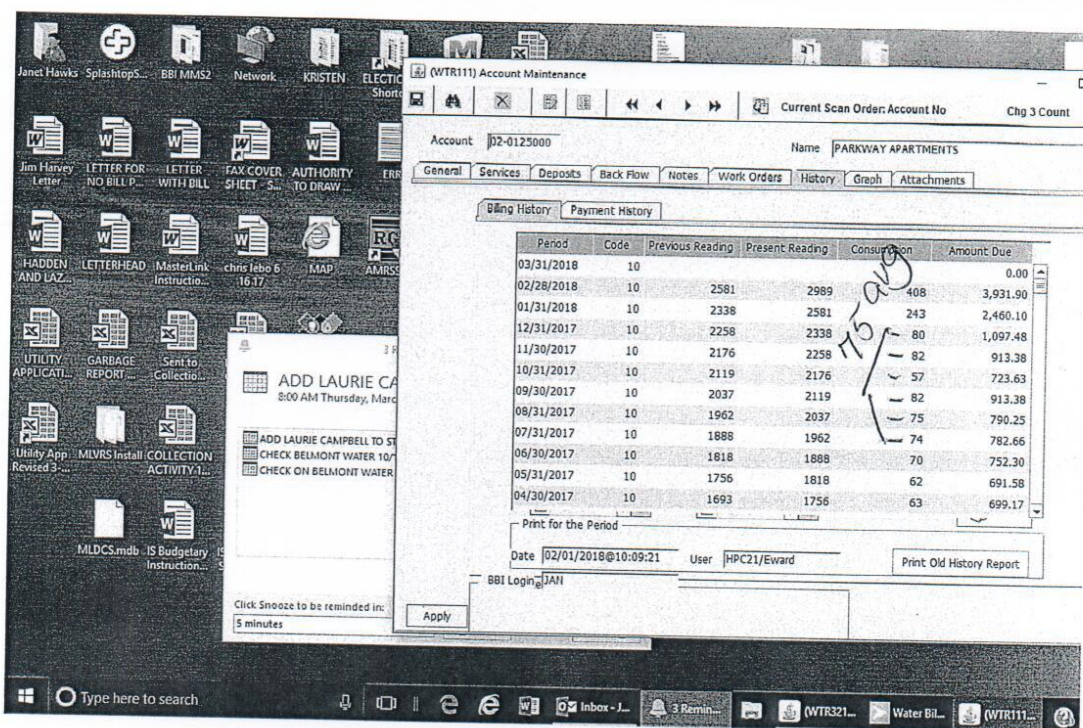 Janet Hawks SplashtopS... BBI MMS2 Network KRISTEN ELECTIC
Shortc
(WTR111) Account Maintenance
Current Scan Order: Account No Chg 3 Count
Account 02-0125000 Name PARKWAY APARTMENTS
General Services Deposits Back Flow Notes Work Orders History Graph Attachments
Billing History Payment History
Period Code Previous Reading Present Reading Consumption Amount Due
03/31/2018 10 0.00
02/28/2018 10 2581 2989 408 3,931.90
01/31/2018 10 2338 2581 243 2,460.10
12/31/2017 10 2258 2338 80 1,097.48
11/30/2017 10 2176 2258 82 913.38
10/31/2017 10 2119 2176 57 723.63
09/30/2017 10 2037 2119 82 913.38
08/31/2017 10 1962 2037 75 790.25
07/31/2017 10 1888 1962 74 782.66
06/30/2017 10 1818 1888 70 752.30
05/31/2017 10 1756 1818 62 691.58
04/30/2017 10 1693 1756 63 699.17
75 avg
Print for the Period
Date 02/01/2018@10:09:21 User HPC21/Eward Print Old History Report
BBI Login JAN
Apply
Jim Harvey
Letter
LETTER FOR
NO BILL P...
LETTER
WITH BILL
FAX COVER
SHEET - S...
AUTHORITY
TO DRAW ...
ERR
HADDEN
AND LAZ...
LETTERHEAD
MasterLink
Instructio...
chris lebo 6
16 17
MAP
AMRSS
UTILITY
APPLICATI...
GARBAGE
REPORT
Sent to
Collectio...
Utility App
Revised 3-...
MLVRS Install
COLLECTION
ACTIVITY 1...
MLDCS.mdb
IS Budgetary
Instruction...
3 R
ADD LAURIE CA
8:00 AM Thursday, Marc
ADD LAURIE CAMPBELL TO ST
CHECK BELMONT WATER 10/
CHECK ON BELMONT WATER
Click Snooze to be reminded in:
5 minutes
Type here to search
Inbox - J...
3 Remin...
(WTR321...
Water Bil...
(WTR111...